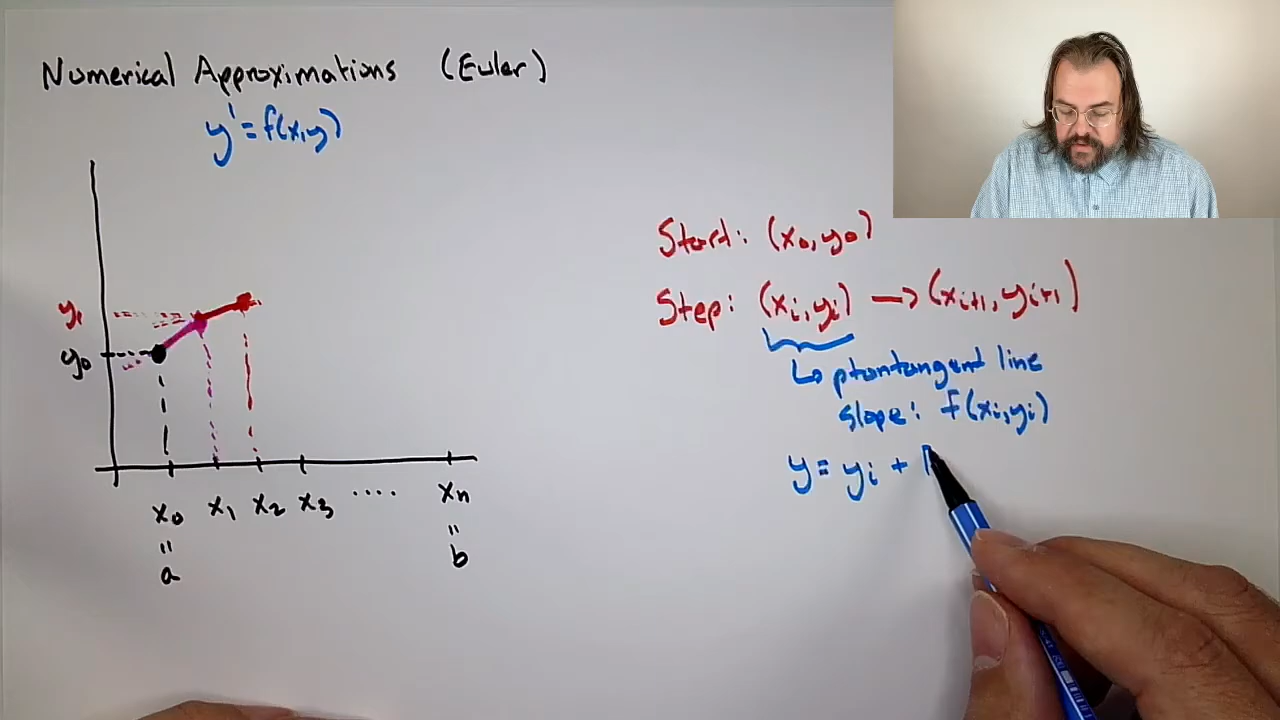 Numerical Approximations (Euler)
y' = f(x,y)
Start: (x0, y0)
Step: (xi, yi) → (xi+1, yi+1)
↳ pt on tangent line
slope: f(xi, yi)
y = yi +
y1
y0
x0 x1 x2 x3 .... xn
" "
a b